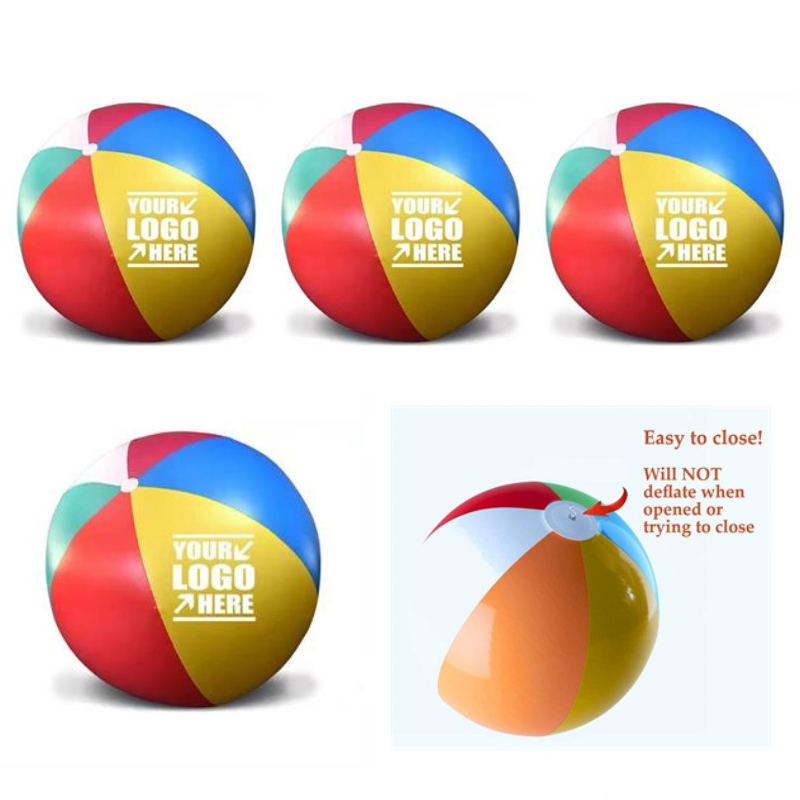 YOUR
LOGO
HERE
YOUR
LOGO
HERE
YOUR
LOGO
HERE
YOUR
LOGO
HERE
Easy to close!
Will NOT
deflate when
opened or
trying to close